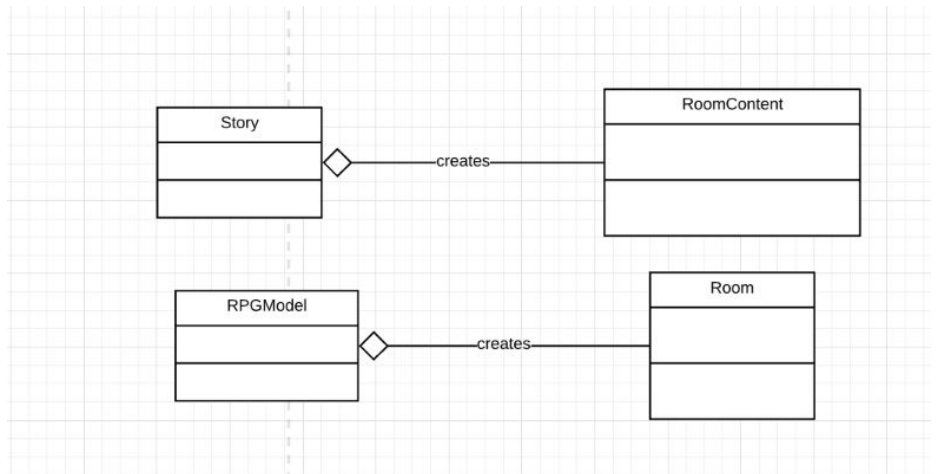 Story
RoomContent
creates
RPGModel
Room
creates